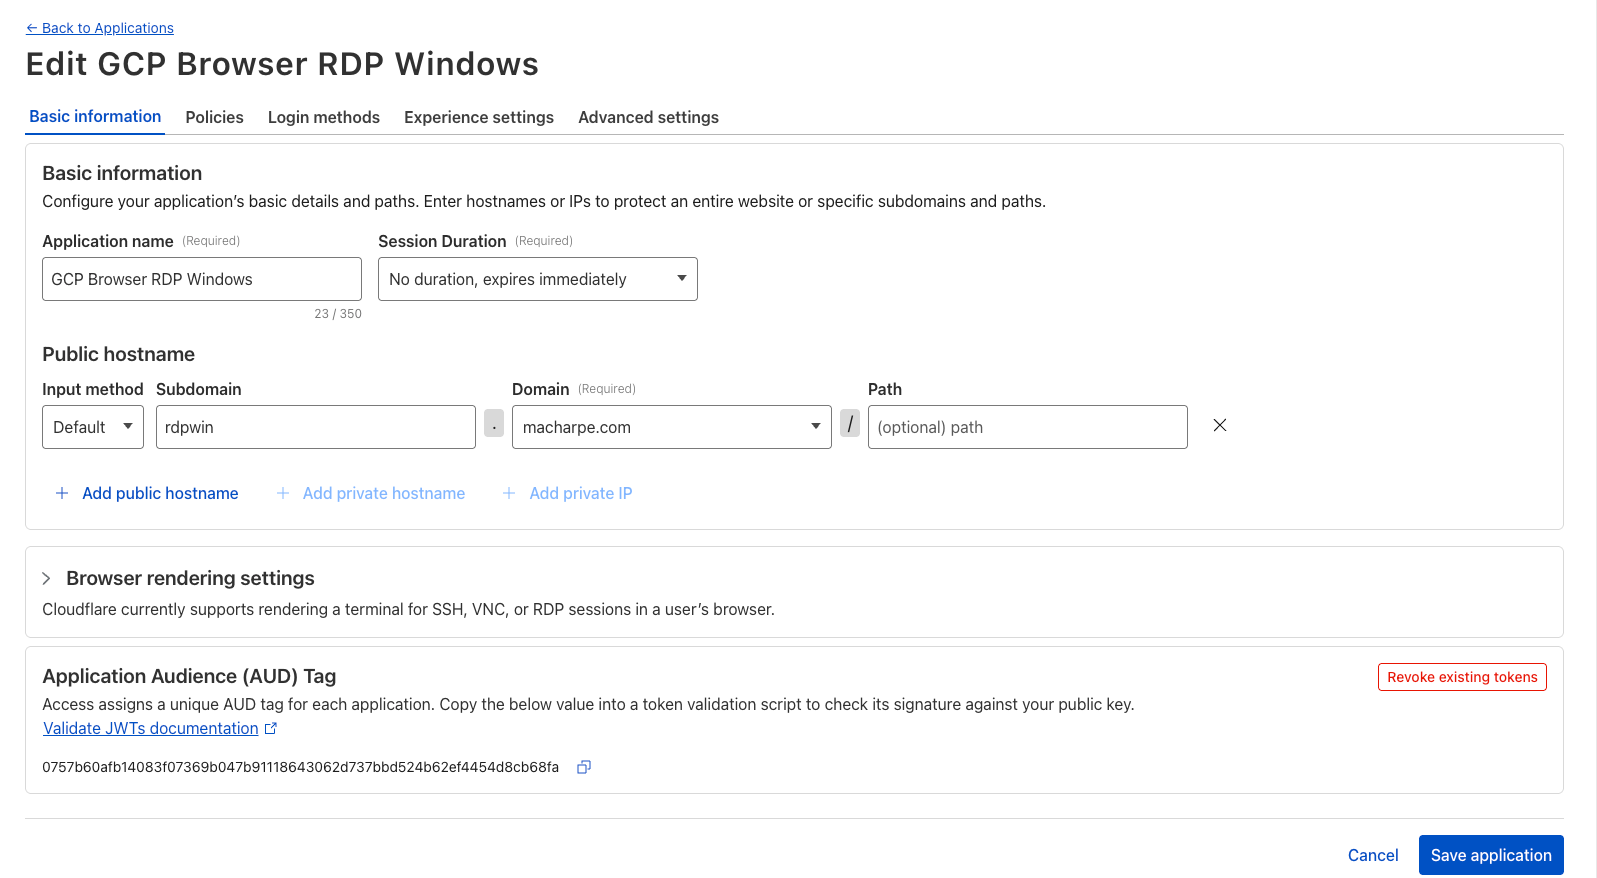 ← Back to Applications
Edit GCP Browser RDP Windows
Basic information Policies Login methods Experience settings Advanced settings
Basic information
Configure your application's basic details and paths. Enter hostnames or IPs to protect an entire website or specific subdomains and paths.
Application name (Required) Session Duration (Required)
GCP Browser RDP Windows No duration, expires immediately
23 / 350
Public hostname
Input method Subdomain Domain (Required) Path
Default rdpwin . macharpe.com / (optional) path
+ Add public hostname + Add private hostname + Add private IP
Browser rendering settings
Cloudflare currently supports rendering a terminal for SSH, VNC, or RDP sessions in a user's browser.
Application Audience (AUD) Tag Revoke existing tokens
Access assigns a unique AUD tag for each application. Copy the below value into a token validation script to check its signature against your public key.
Validate JWTs documentation
0757b60afb14083f07369b047b91118643062d737bbd524b62ef4454d8cb68fa
Cancel Save application